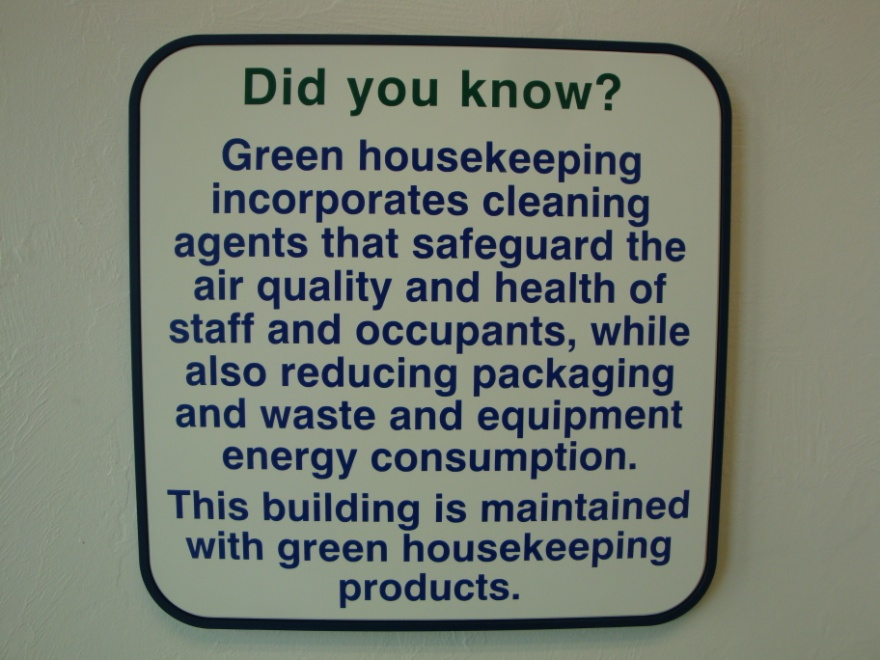 Did you know?
Green housekeeping
incorporates cleaning
agents that safeguard the
air quality and health of
staff and occupants, while
also reducing packaging
and waste and equipment
energy consumption.
This building is maintained
with green housekeeping
products.